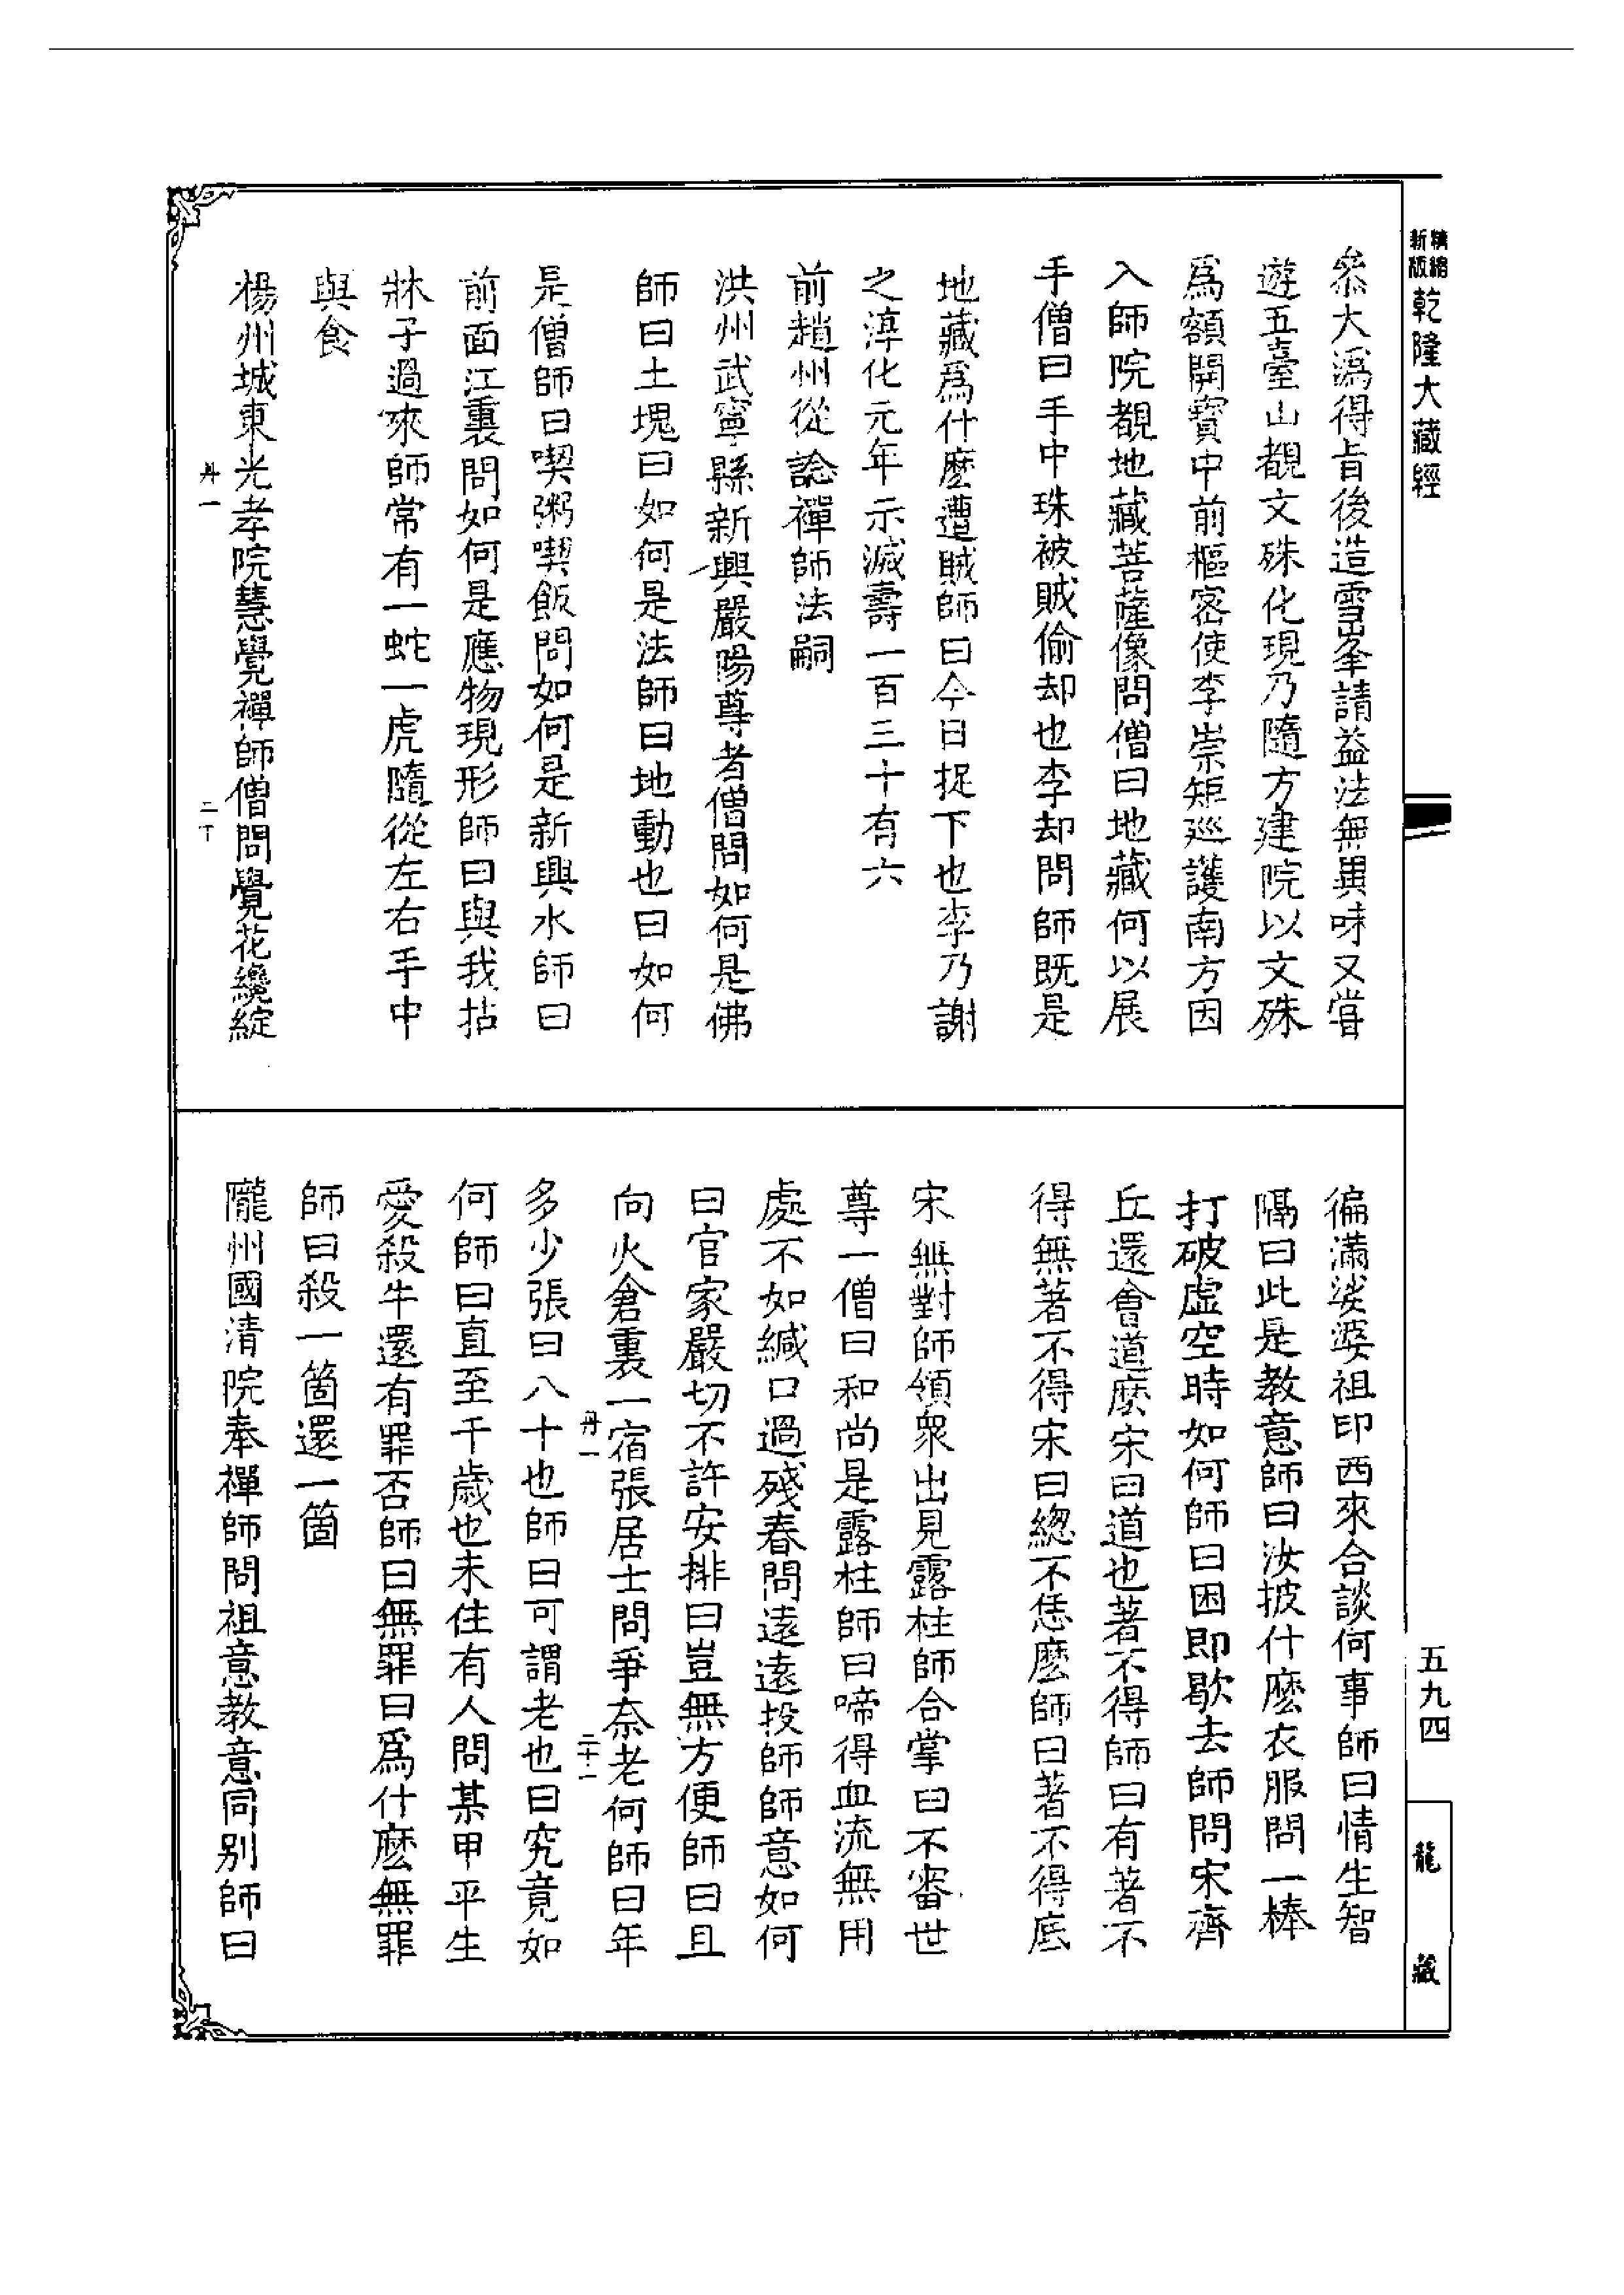 精縮新版乾隆大藏經
叅大溈得旨後造雪峯請益法無異味又甞
遊五臺山覩文殊化現乃隨方建院以文殊
爲額開寶中前樞密使李崇矩巡護南方因
入師院覩地藏菩薩像問僧曰地藏何以展
手僧曰手中珠被賊偷却也李却問師既是
地藏爲什麽遭賊師曰今日捉下也李乃謝
之淳化元年示滅壽一百三十有六
前趙州從諗禪師法嗣
洪州武寧縣新興嚴陽尊者僧問如何是佛
師曰土塊曰如何是法師曰地動也曰如何
是僧師曰喫粥喫飯問如何是新興水師曰
前面江裏問如何是應物現形師曰與我拈
牀子過來師常有一蛇一虎隨從左右手中
與食
楊州城東光孝院慧覺禪師僧問覺花纔綻
丹一
徧滿娑婆祖印西來合談何事師曰情生智
隔曰此是教意師曰汝披什麽衣服問一棒
打破虛空時如何師曰困即歇去師問宋齊
丘還會道麽宋曰道也著不得師曰有著不
得無著不得宋曰總不恁麽師曰著不得底
宋無對師領衆出見露柱師合掌曰不審世
尊一僧曰和尚是露柱師曰啼得血流無用
處不如緘口過殘春問遠遠投師師意如何
曰官家嚴切不許安排曰豈無方便師曰且
向火倉裏一宿張居士問爭奈老何師曰年
丹一 二十一
多少張曰八十也師曰可謂老也曰究竟如
何師曰直至千歲也未住有人問某甲平生
愛殺牛還有罪否師曰無罪曰爲什麽無罪
師曰殺一箇還一箇
隴州國清院奉禪師問祖意教意同别師曰
五九四
龍藏